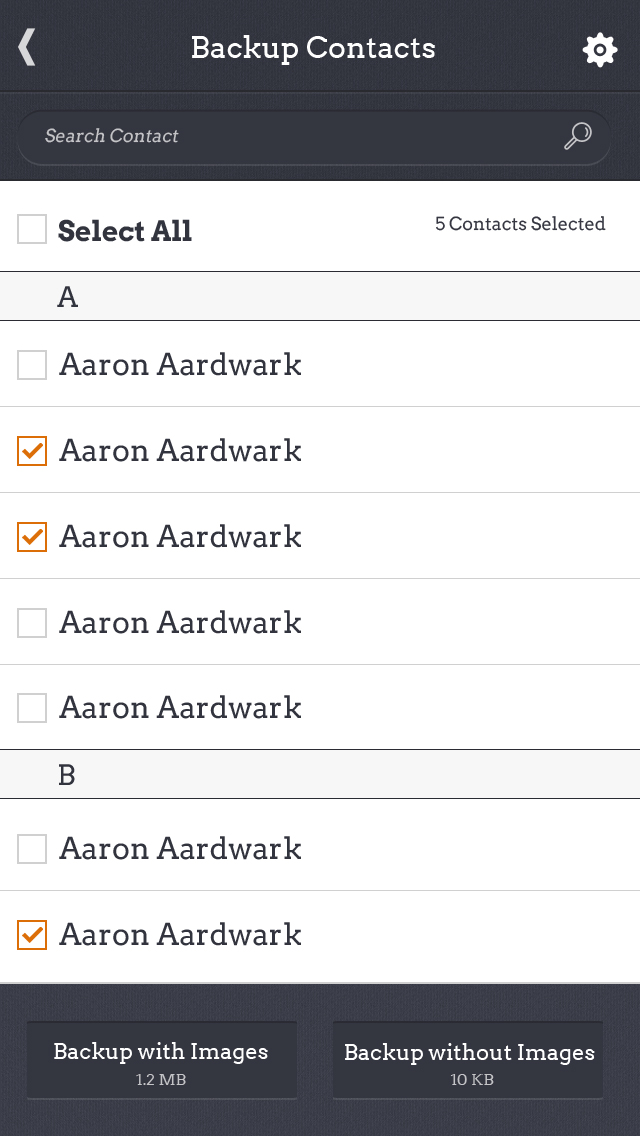 Backup Contacts
Search Contact
Select All
5 Contacts Selected
A
Aaron Aardwark
Aaron Aardwark
Aaron Aardwark
Aaron Aardwark
Aaron Aardwark
B
Aaron Aardwark
Aaron Aardwark
Backup with Images
1.2 MB
Backup without Images
10 KB